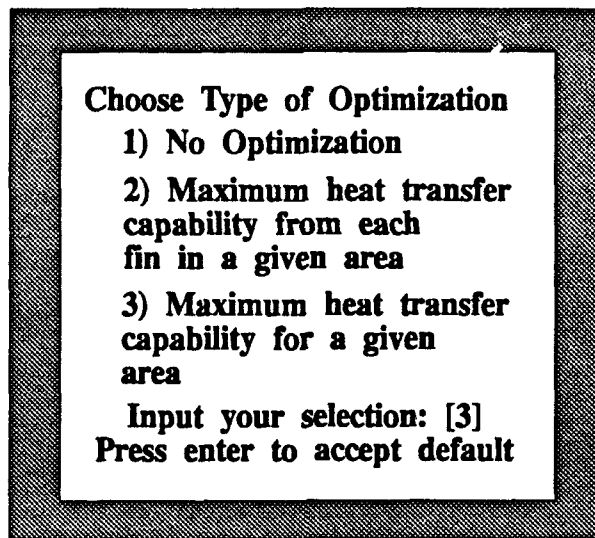 Choose Type of Optimization
1) No Optimization
2) Maximum heat transfer
capability from each
fin in a given area
3) Maximum heat transfer
capability for a given
area
Input your selection: [3]
Press enter to accept default